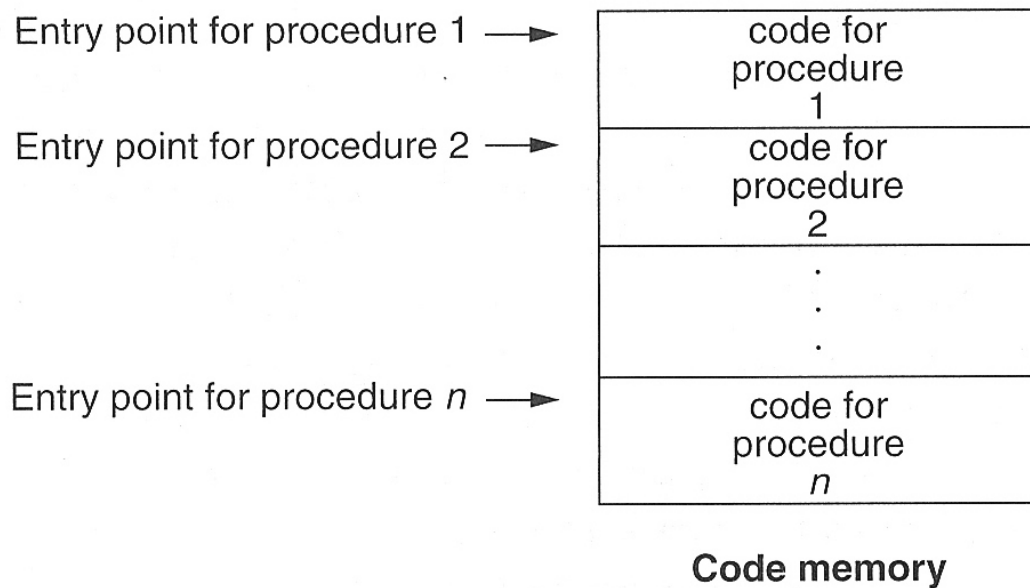 Entry point for procedure 1
code for
procedure
1
Entry point for procedure 2
code for
procedure
2
.
.
.
Entry point for procedure n
code for
procedure
n
Code memory